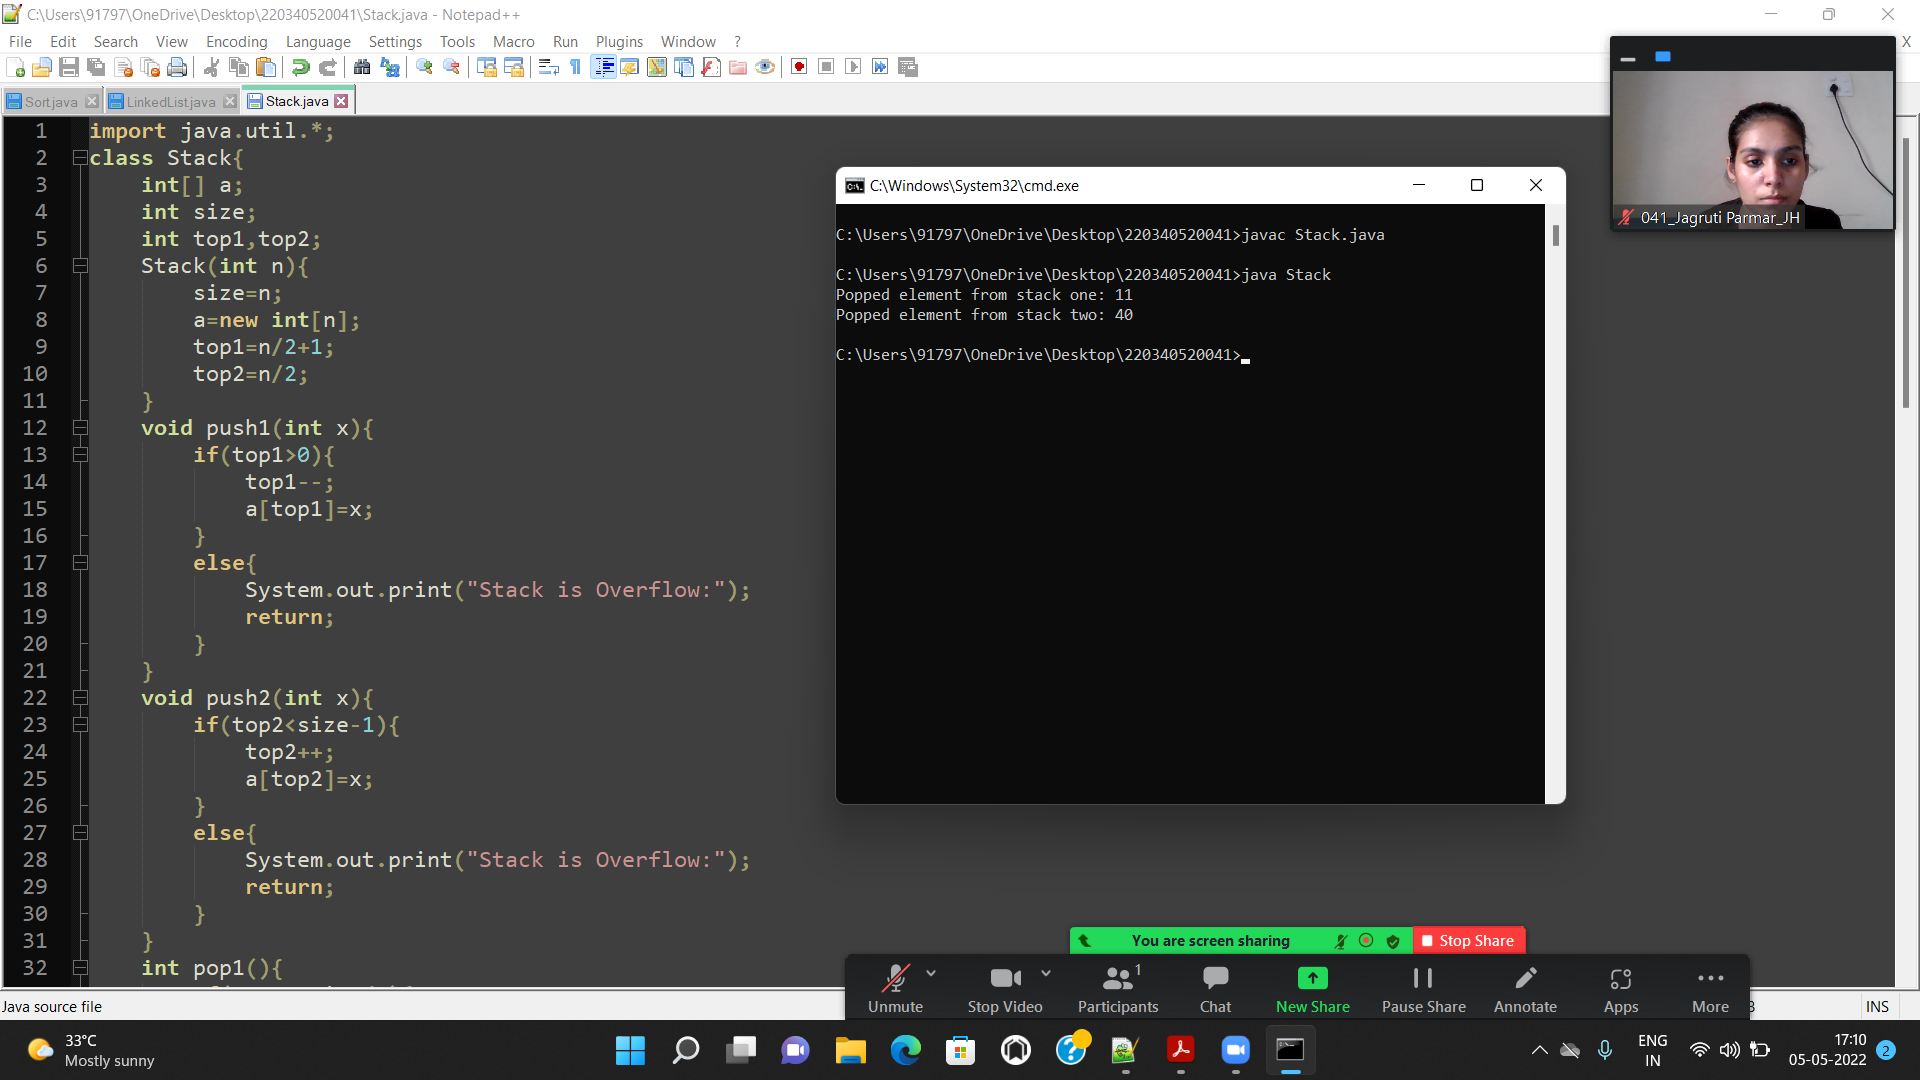 C:\Users\91797\OneDrive\Desktop\220340520041\Stack.java - Notepad++
File Edit Search View Encoding Language Settings Tools Macro Run Plugins Window ?
X
Sort.java LinkedList.java Stack.java
1 import java.util.*;
2 class Stack{
3 int[] a;
4 int size;
5 int top1,top2;
6 Stack(int n){
7 size=n;
8 a=new int[n];
9 top1=n/2+1;
10 top2=n/2;
11 }
12 void push1(int x){
13 if(top1>0){
14 top1--;
15 a[top1]=x;
16 }
17 else{
18 System.out.print("Stack is Overflow:");
19 return;
20 }
21 }
22 void push2(int x){
23 if(top2<size-1){
24 top2++;
25 a[top2]=x;
26 }
27 else{
28 System.out.print("Stack is Overflow:");
29 return;
30 }
31 }
32 int pop1(){
C:\Windows\System32\cmd.exe
C:\Users\91797\OneDrive\Desktop\220340520041>javac Stack.java
C:\Users\91797\OneDrive\Desktop\220340520041>java Stack
Popped element from stack one: 11
Popped element from stack two: 40
C:\Users\91797\OneDrive\Desktop\220340520041>
041_Jagruti Parmar_JH
You are screen sharing Stop Share
1
Unmute Stop Video Participants Chat New Share Pause Share Annotate Apps More
Java source file
INS
33°C
Mostly sunny
ENG
IN
17:10
05-05-2022
2